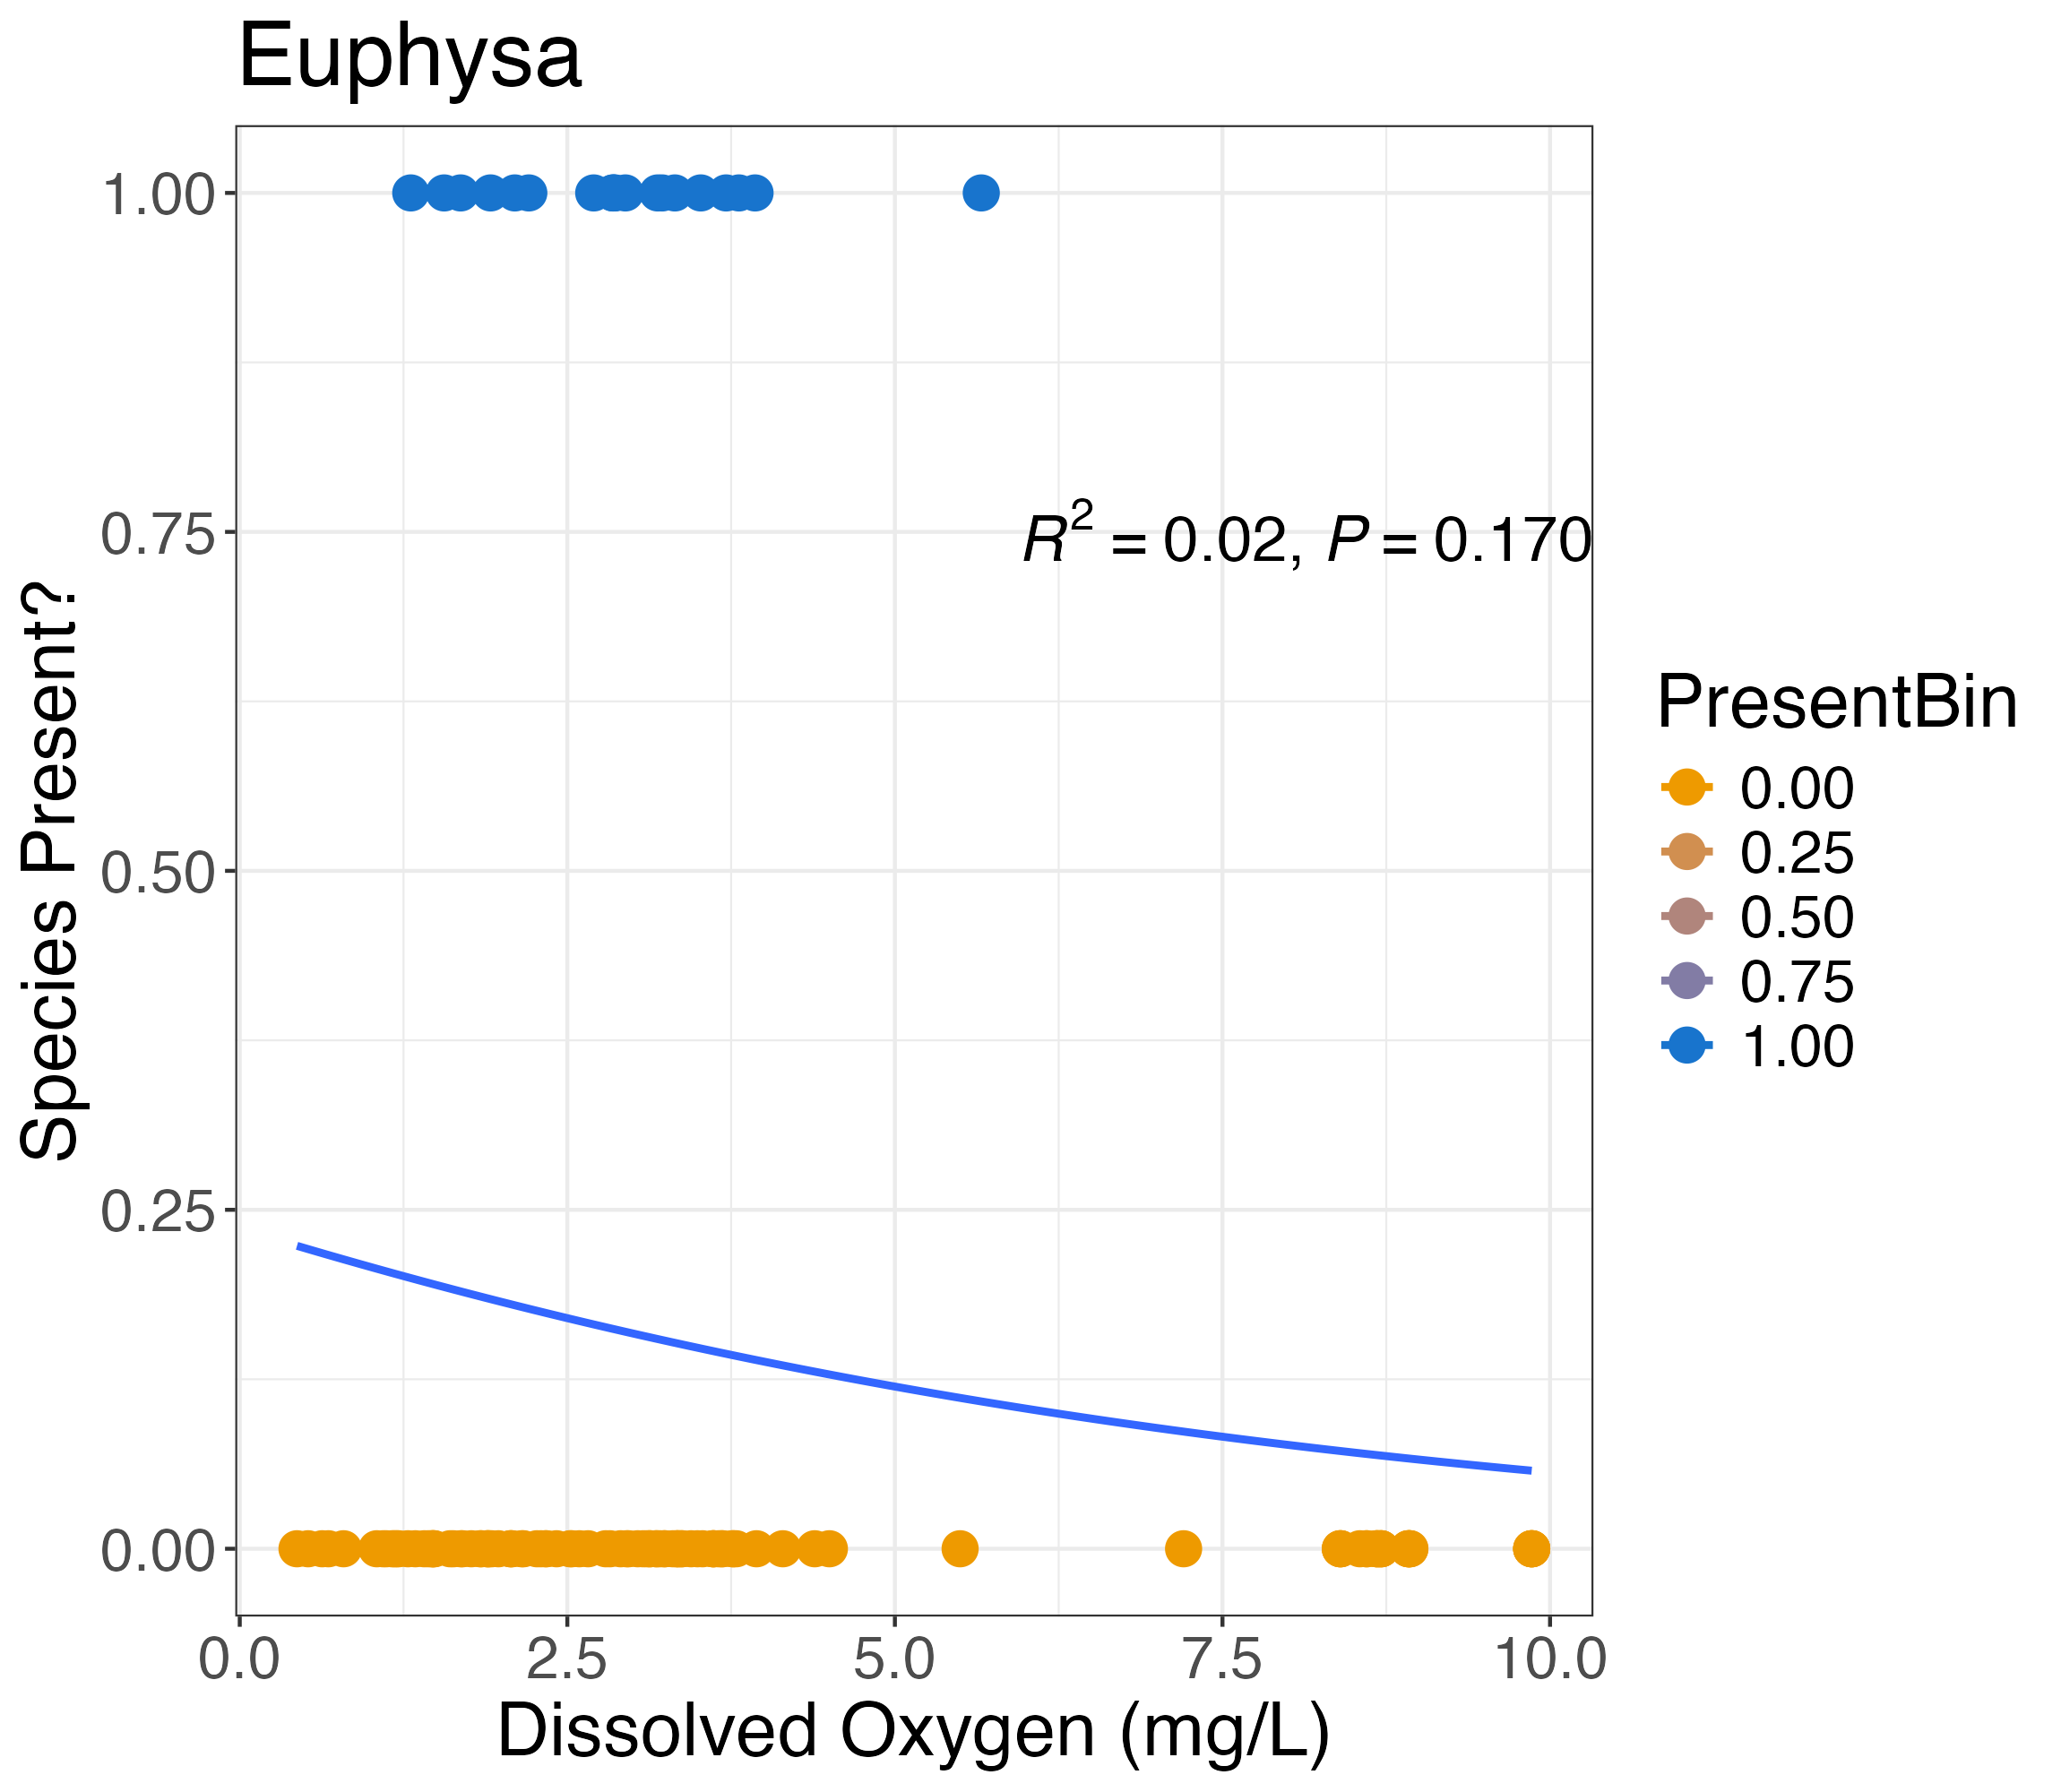 Euphysa
1.00
0.75
0.50
0.25
0.00
Species Present?
R² = 0.02, P = 0.170
0.0 2.5 5.0 7.5 10.0
Dissolved Oxygen (mg/L)
PresentBin
0.00
0.25
0.50
0.75
1.00